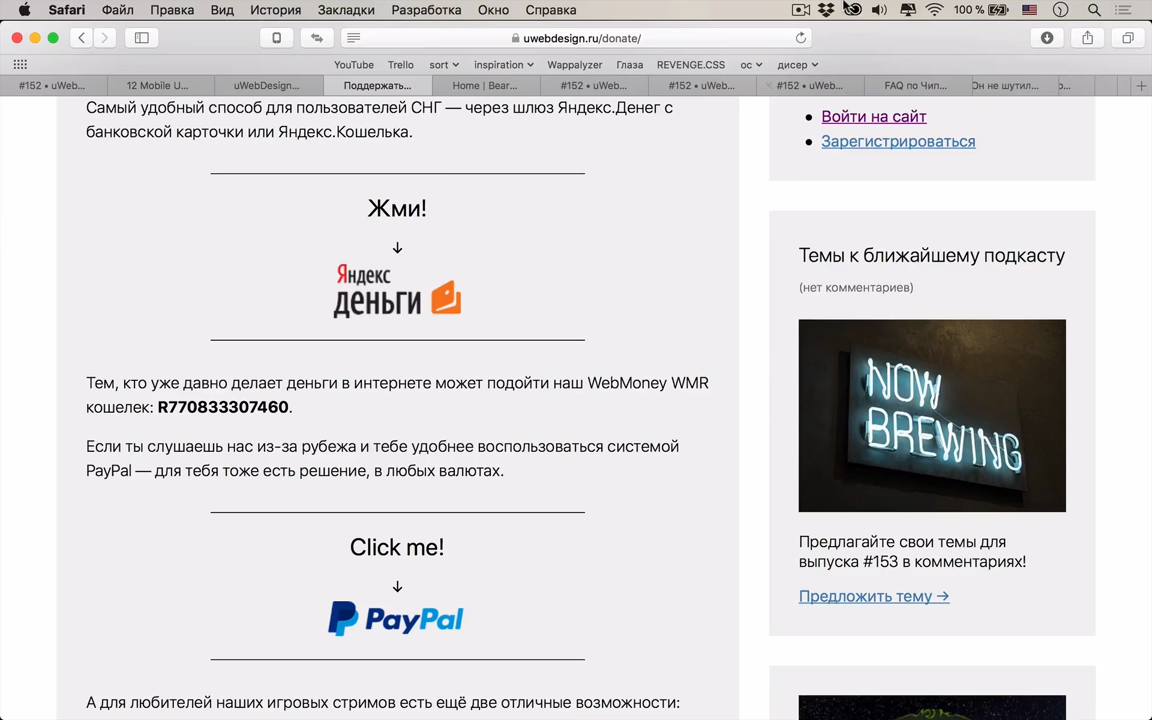 Safari Файл Правка Вид История Закладки Разработка Окно Справка
100 %
uwebdesign.ru/donate/
YouTube Trello sort inspiration Wappalyzer Глаза REVENGE.CSS ос дисер
#152 • uWeb... 12 Mobile U... uWebDesign... Поддержать... Home | Bear... #152 • uWeb... #152 • uWeb... #152 • uWeb... FAQ по Чип... Он не шутил...
Самый удобный способ для пользователей СНГ — через шлюз Яндекс.Денег с
банковской карточки или Яндекс.Кошелька.
Жми!
↓
Яндекс
деньги
Тем, кто уже давно делает деньги в интернете может подойти наш WebMoney WMR
кошелек: R770833307460.
Если ты слушаешь нас из-за рубежа и тебе удобнее воспользоваться системой
PayPal — для тебя тоже есть решение, в любых валютах.
Click me!
↓
PayPal
А для любителей наших игровых стримов есть ещё две отличные возможности:
Войти на сайт
Зарегистрироваться
Темы к ближайшему подкасту
(нет комментариев)
NOW
BREWING
Предлагайте свои темы для
выпуска #153 в комментариях!
Предложить тему →